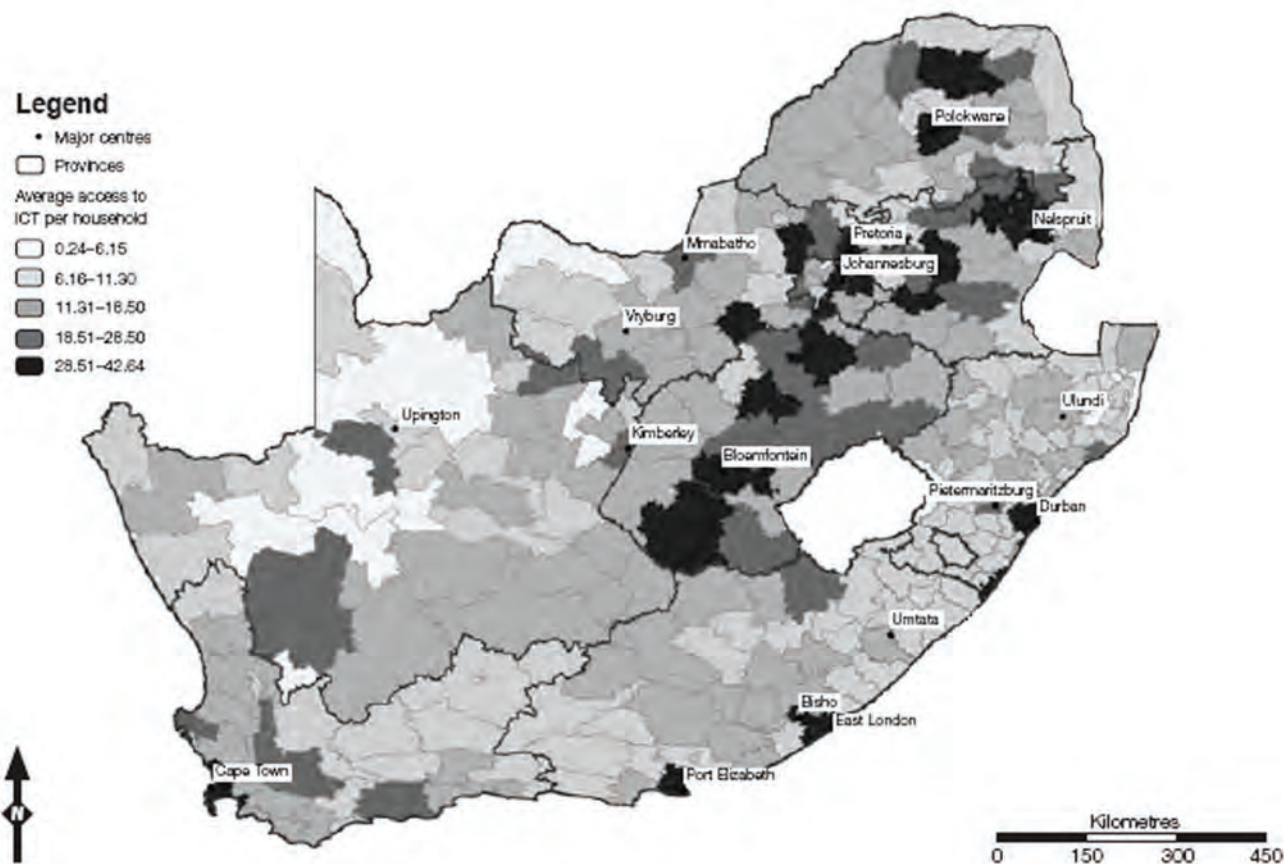 Legend
Major centres
Provinces
Average access to
ICT per household
0.24–6.15
6.16–11.30
11.31–18.50
18.51–28.50
28.51–42.64
Polokwane
Nelspruit
Pretoria
Mmabatho
Johannesburg
Vryburg
Ulundi
Upington
Kimberley
Bloemfontein
Pietermaritzburg
Durban
Umtata
Bisho
East London
Cape Town
Port Elizabeth
N
Kilometres
0 150 300 450